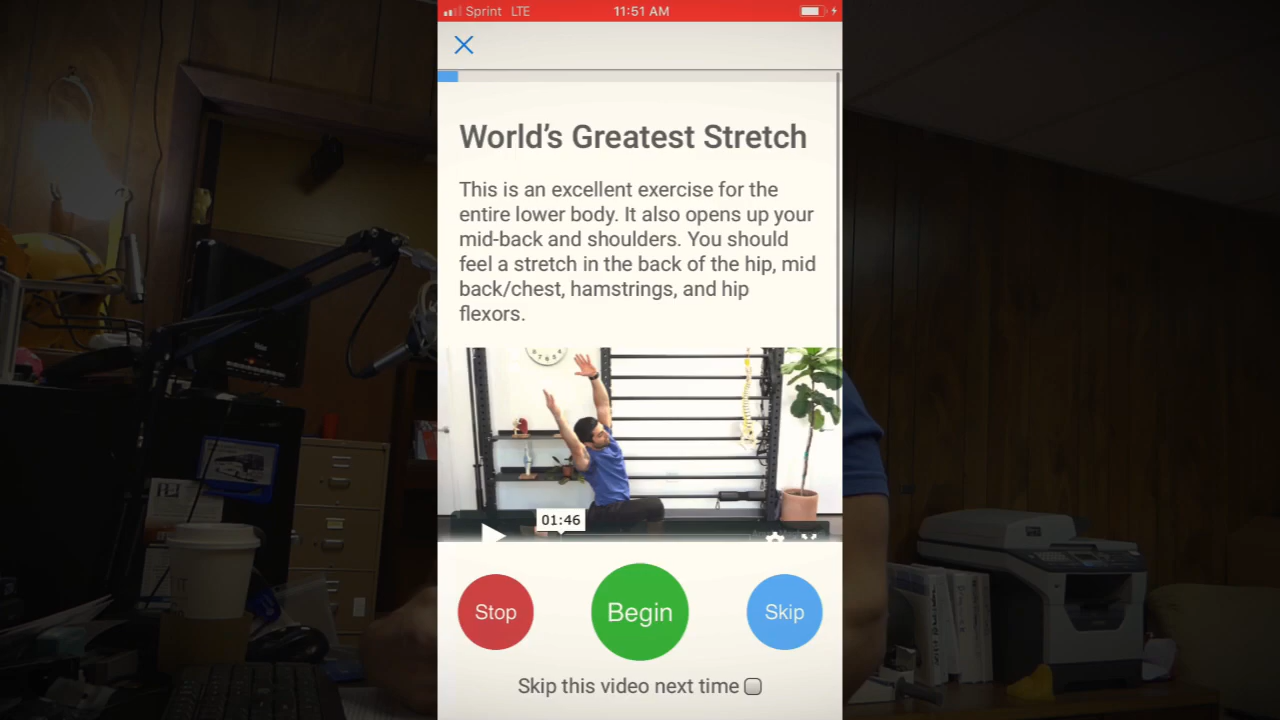 Sprint LTE 11:51 AM
World's Greatest Stretch
This is an excellent exercise for the
entire lower body. It also opens up your
mid-back and shoulders. You should
feel a stretch in the back of the hip, mid
back/chest, hamstrings, and hip
flexors.
01:46
Stop Begin Skip
Skip this video next time